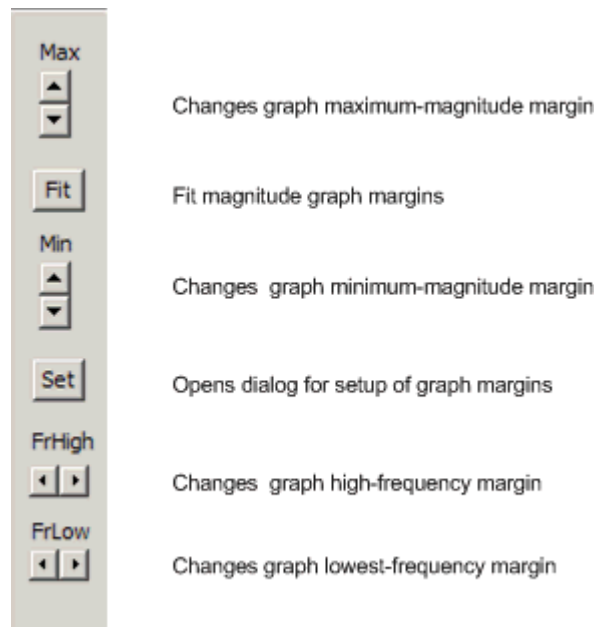 Max
Changes graph maximum-magnitude margin
Fit
Fit magnitude graph margins
Min
Changes graph minimum-magnitude margin
Set
Opens dialog for setup of graph margins
FrHigh
Changes graph high-frequency margin
FrLow
Changes graph lowest-frequency margin